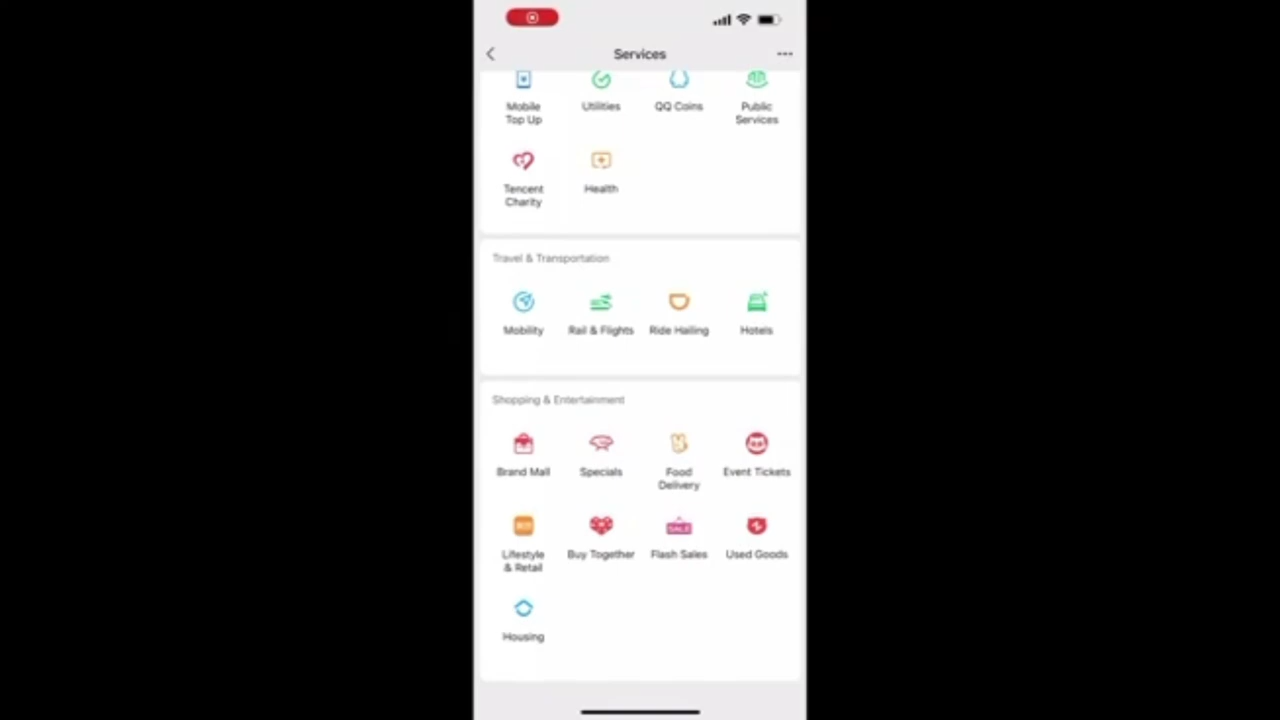 Services
Mobile
Top Up
Utilities
QQ Coins
Public
Services
Tencent
Charity
Health
Travel & Transportation
Mobility
Rail & Flights
Ride Hailing
Hotels
Shopping & Entertainment
Brand Mall
Specials
Food
Delivery
Event Tickets
Lifestyle
& Retail
Buy Together
SALE
Flash Sales
Used Goods
Housing